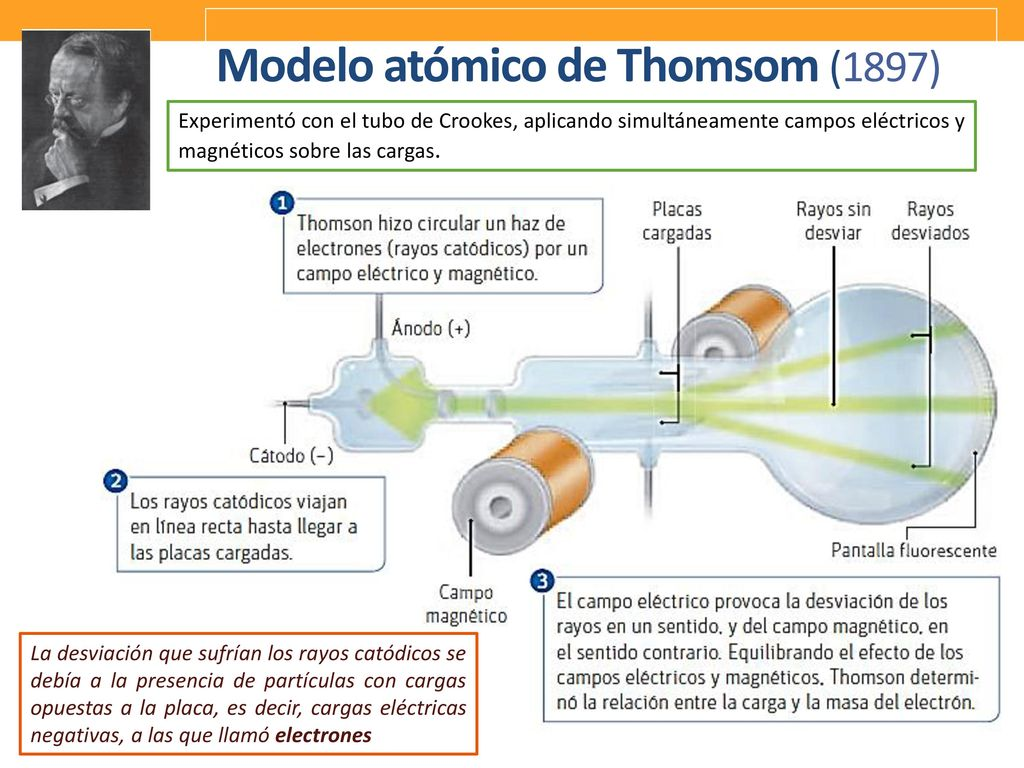 Modelo atómico de Thomsom (1897)
Experimentó con el tubo de Crookes, aplicando simultáneamente campos eléctricos y
magnéticos sobre las cargas.
1
Thomson hizo circular un haz de
electrones (rayos catódicos) por un
campo eléctrico y magnético.
Placas
cargadas
Rayos sin
desviar
Rayos
desviados
Ánodo (+)
Cátodo (−)
2
Los rayos catódicos viajan
en línea recta hasta llegar a
las placas cargadas.
Campo
magnético
Pantalla fluorescente
3
El campo eléctrico provoca la desviación de los
rayos en un sentido, y del campo magnético, en
el sentido contrario. Equilibrando el efecto de los
campos eléctricos y magnéticos, Thomson determi-
nó la relación entre la carga y la masa del electrón.
La desviación que sufrían los rayos catódicos se
debía a la presencia de partículas con cargas
opuestas a la placa, es decir, cargas eléctricas
negativas, a las que llamó electrones